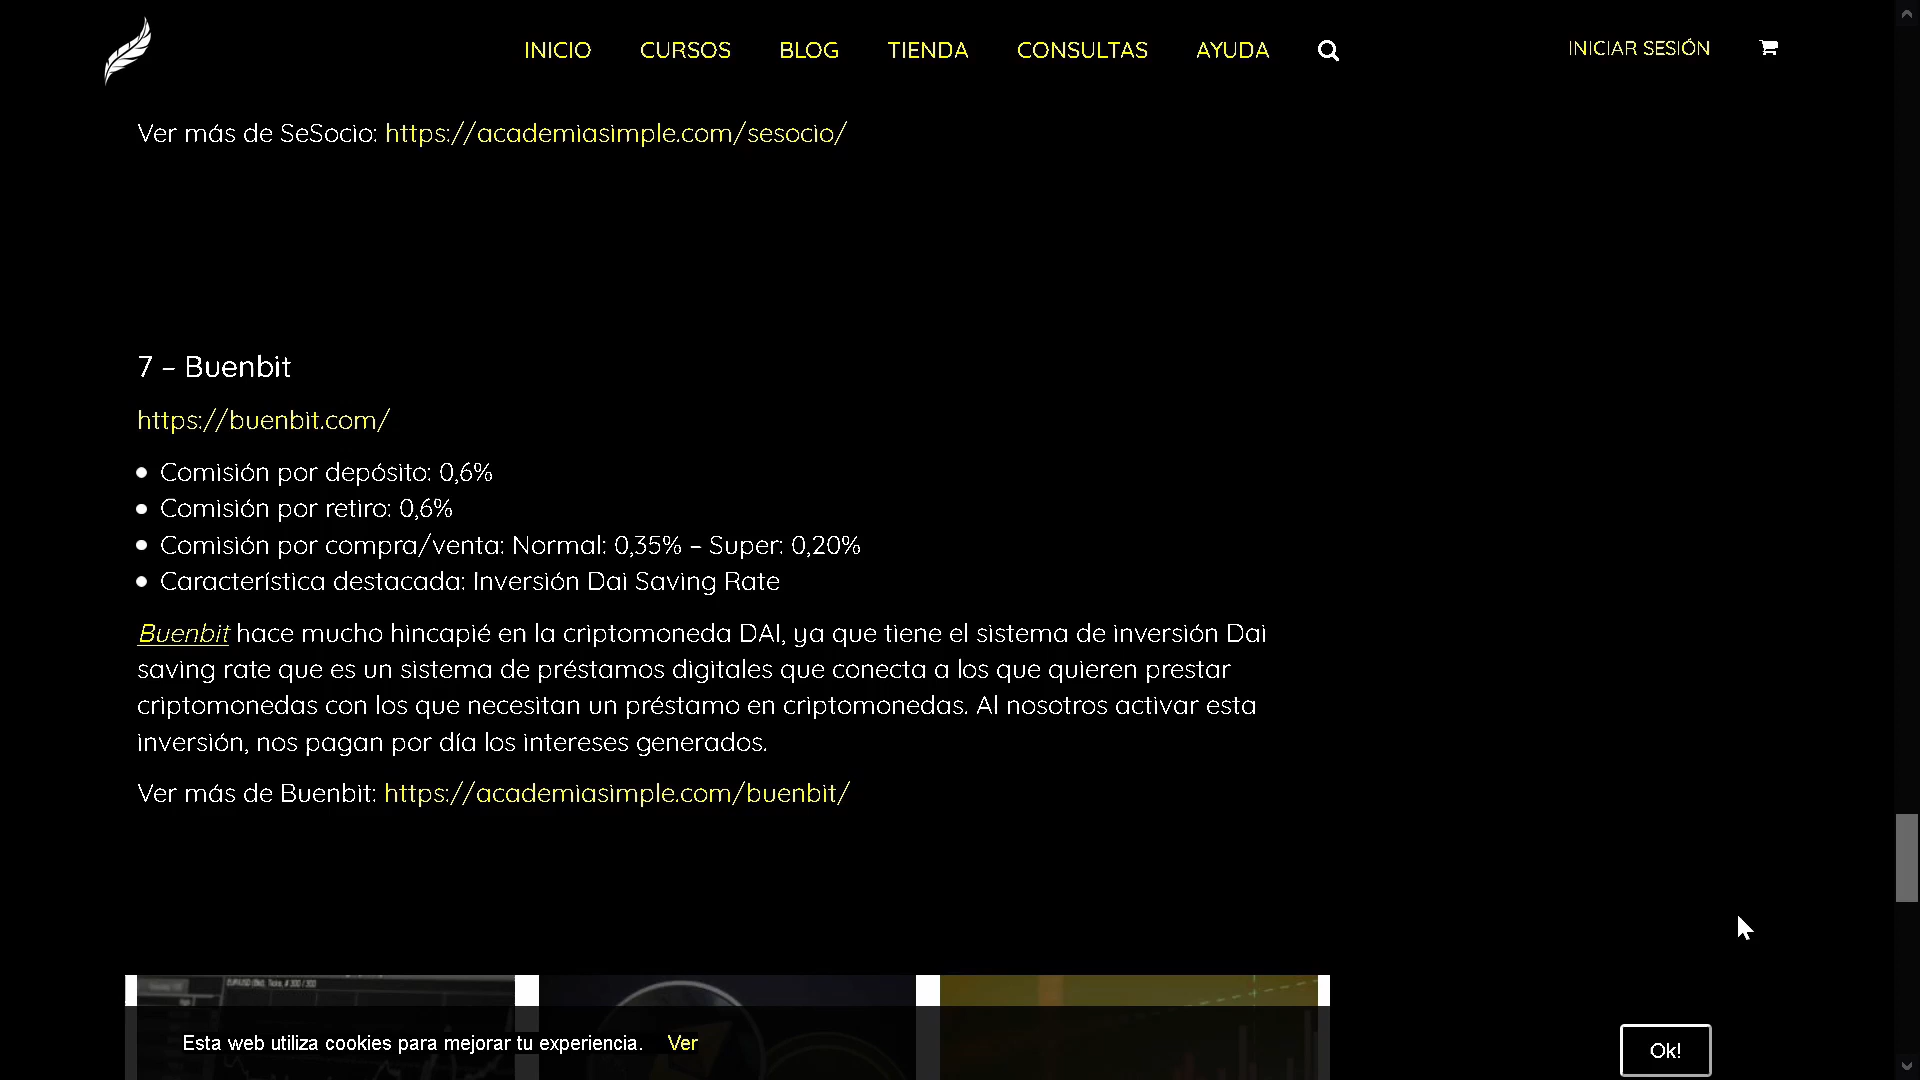 INICIO CURSOS BLOG TIENDA CONSULTAS AYUDA INICIAR SESIÓN
Ver más de SeSocio: https://academiasimple.com/sesocio/
7 – Buenbit
https://buenbit.com/
Comisión por depósito: 0,6%
Comisión por retiro: 0,6%
Comisión por compra/venta: Normal: 0,35% – Super: 0,20%
Característica destacada: Inversión Dai Saving Rate
Buenbit hace mucho hincapié en la criptomoneda DAI, ya que tiene el sistema de inversión Dai
saving rate que es un sistema de préstamos digitales que conecta a los que quieren prestar
criptomonedas con los que necesitan un préstamo en criptomonedas. Al nosotros activar esta
inversión, nos pagan por día los intereses generados.
Ver más de Buenbit: https://academiasimple.com/buenbit/
Esta web utiliza cookies para mejorar tu experiencia. Ver
Ok!